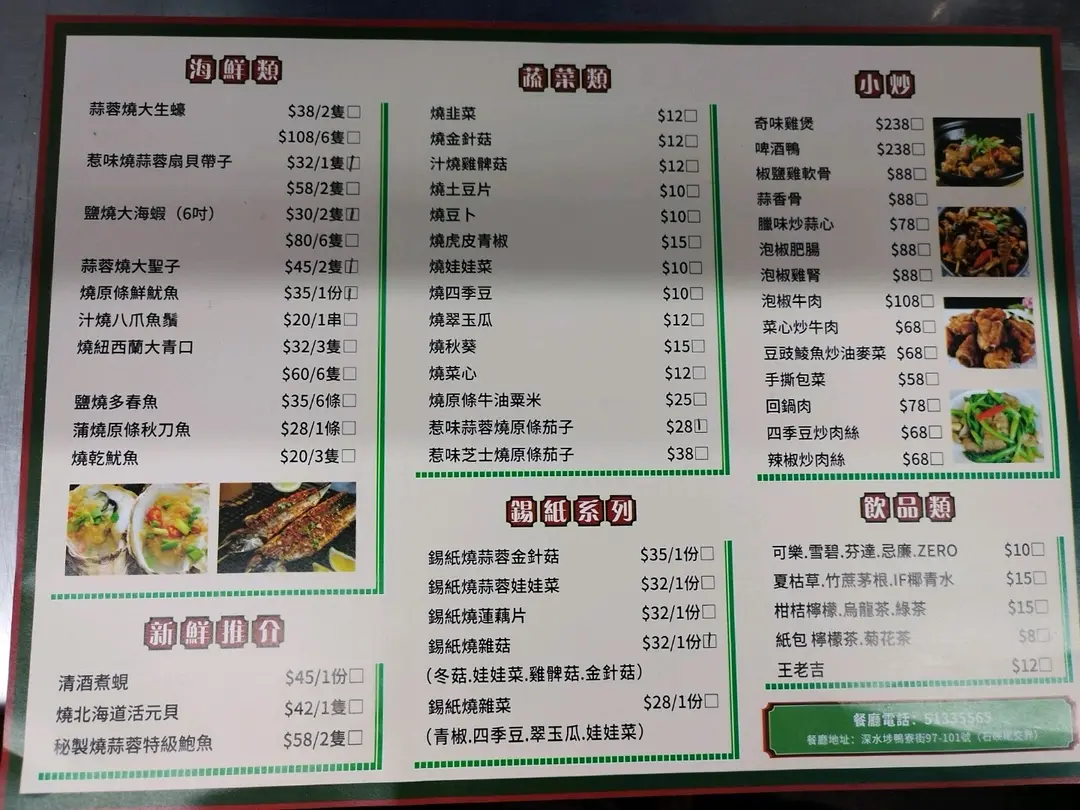 海鮮類
蒜蓉燒大生蠔 $38/2隻□
$108/6隻□
惹味燒蒜蓉扇貝帶子 $32/1隻□
$58/2隻□
鹽燒大海蝦（6吋） $30/2隻□
$80/6隻□
蒜蓉燒大聖子 $45/2隻□
燒原條鮮魷魚 $35/1份□
汁燒八爪魚鬚 $20/1串□
燒紐西蘭大青口 $32/3隻□
$60/6隻□
鹽燒多春魚 $35/6條□
蒲燒原條秋刀魚 $28/1條□
燒乾魷魚 $20/3隻□
新鮮推介
清酒煮蜆 $45/1份□
燒北海道活元貝 $42/1隻□
秘製燒蒜蓉特級鮑魚 $58/2隻□
蔬菜類
燒韭菜 $12□
燒金針菇 $12□
汁燒雞髀菇 $12□
燒土豆片 $10□
燒豆卜 $10□
燒虎皮青椒 $15□
燒娃娃菜 $10□
燒四季豆 $10□
燒翠玉瓜 $12□
燒秋葵 $15□
燒菜心 $12□
燒原條牛油粟米 $25□
惹味蒜蓉燒原條茄子 $28□
惹味芝士燒原條茄子 $38□
錫紙系列
錫紙燒蒜蓉金針菇 $35/1份□
錫紙燒蒜蓉娃娃菜 $32/1份□
錫紙燒蓮藕片 $32/1份□
錫紙燒雜菇 $32/1份□
（冬菇.娃娃菜.雞髀菇.金針菇）
錫紙燒雜菜 $28/1份□
（青椒.四季豆.翠玉瓜.娃娃菜）
小炒
奇味雞煲 $238□
啤酒鴨 $238□
椒鹽雞軟骨 $88□
蒜香骨 $88□
臘味炒蒜心 $78□
泡椒肥腸 $88□
泡椒雞腎 $88□
泡椒牛肉 $108□
菜心炒牛肉 $68□
豆豉鯪魚炒油麥菜 $68□
手撕包菜 $58□
回鍋肉 $78□
四季豆炒肉絲 $68□
辣椒炒肉絲 $68□
飲品類
可樂.雪碧.芬達.忌廉.ZERO $10□
夏枯草.竹蔗茅根.IF椰青水 $15□
柑桔檸檬.烏龍茶.綠茶 $15□
紙包 檸檬茶.菊花茶 $8□
王老吉 $12□
餐廳電話：51335563
餐廳地址：深水埗鴨寮街97-101號（石硤尾交界）